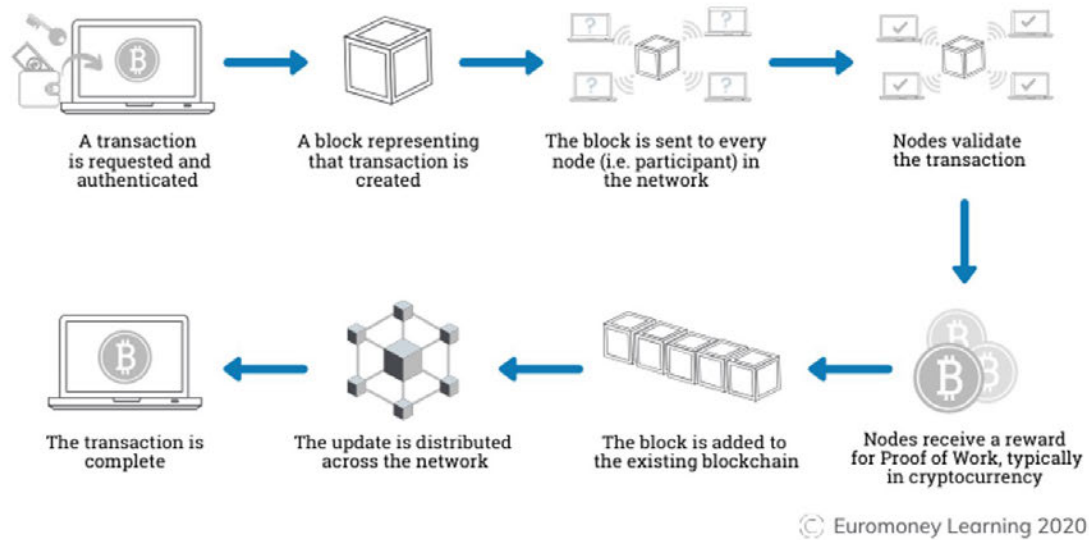 A transaction
is requested and
authenticated
A block representing
that transaction is
created
The block is sent to every
node (i.e. participant) in
the network
Nodes validate
the transaction
The transaction is
complete
The update is distributed
across the network
The block is added to
the existing blockchain
Nodes receive a reward
for Proof of Work, typically
in cryptocurrency
© Euromoney Learning 2020